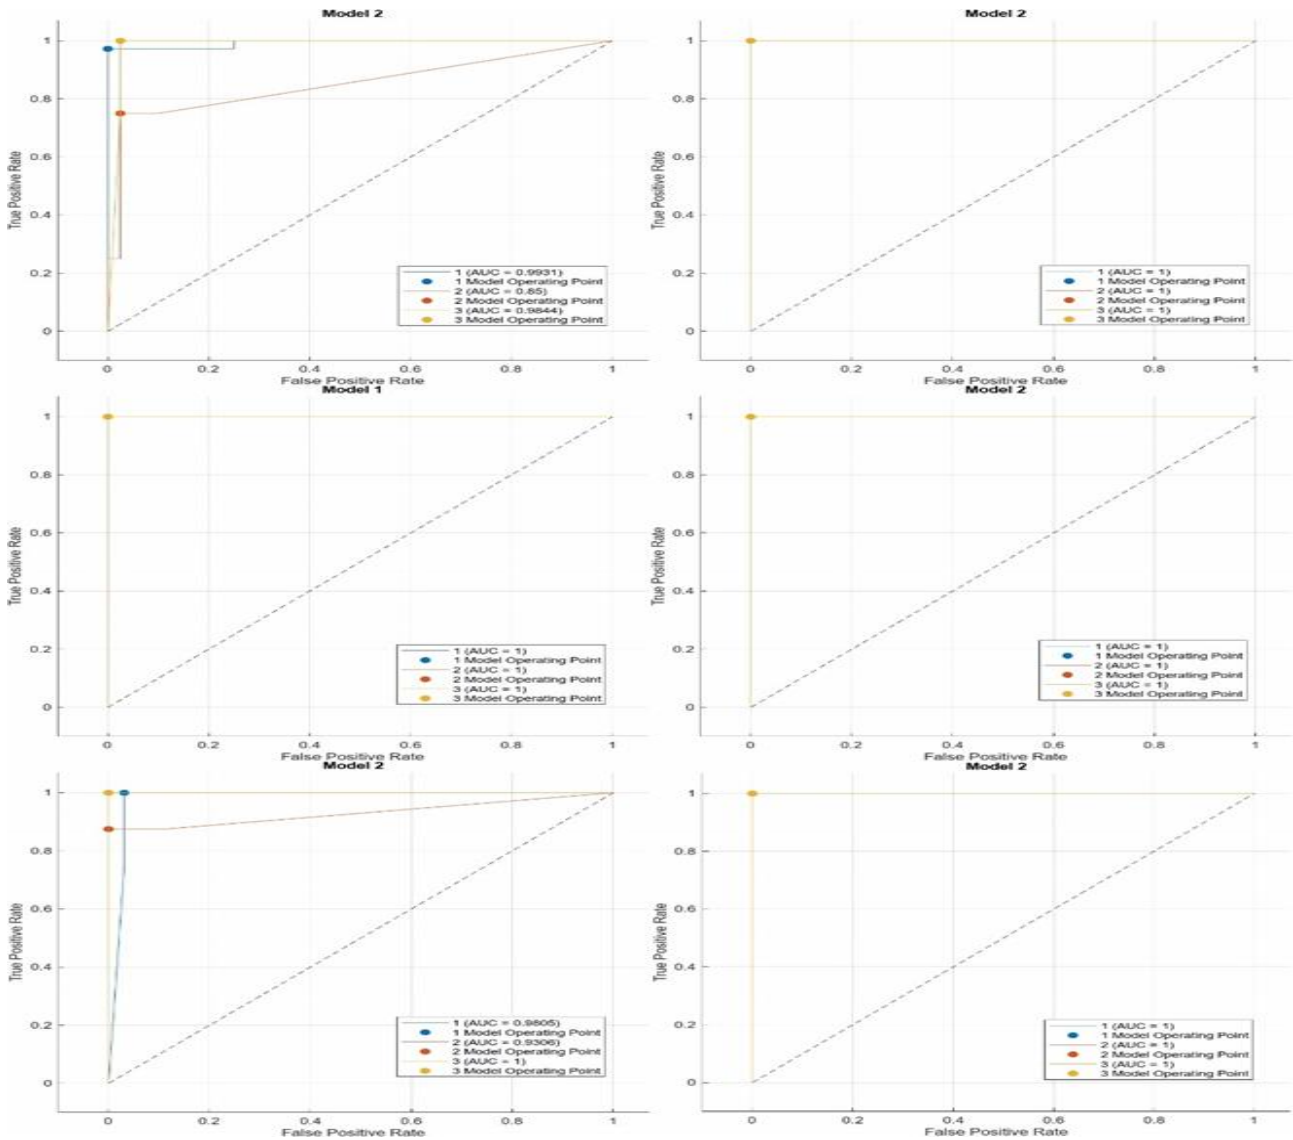 Model 2
1
0.8
0.6
0.4
0.2
0
True Positive Rate
1 (AUC = 0.9931)
1 Model Operating Point
2 (AUC = 0.85)
2 Model Operating Point
3 (AUC = 0.9844)
3 Model Operating Point
0 0.2 0.4 0.6 0.8 1
False Positive Rate
Model 2
1
0.8
0.6
0.4
0.2
0
True Positive Rate
1 (AUC = 1)
1 Model Operating Point
2 (AUC = 1)
2 Model Operating Point
3 (AUC = 1)
3 Model Operating Point
0 0.2 0.4 0.6 0.8 1
False Positive Rate
Model 1
1
0.8
0.6
0.4
0.2
0
True Positive Rate
1 (AUC = 1)
1 Model Operating Point
2 (AUC = 1)
2 Model Operating Point
3 (AUC = 1)
3 Model Operating Point
0 0.2 0.4 0.6 0.8 1
False Positive Rate
Model 2
1
0.8
0.6
0.4
0.2
0
True Positive Rate
1 (AUC = 1)
1 Model Operating Point
2 (AUC = 1)
2 Model Operating Point
3 (AUC = 1)
3 Model Operating Point
0 0.2 0.4 0.6 0.8 1
False Positive Rate
Model 2
1
0.8
0.6
0.4
0.2
0
True Positive Rate
1 (AUC = 0.9805)
1 Model Operating Point
2 (AUC = 0.9306)
2 Model Operating Point
3 (AUC = 1)
3 Model Operating Point
0 0.2 0.4 0.6 0.8 1
False Positive Rate
Model 2
1
0.8
0.6
0.4
0.2
0
True Positive Rate
1 (AUC = 1)
1 Model Operating Point
2 (AUC = 1)
2 Model Operating Point
3 (AUC = 1)
3 Model Operating Point
0 0.2 0.4 0.6 0.8 1
False Positive Rate